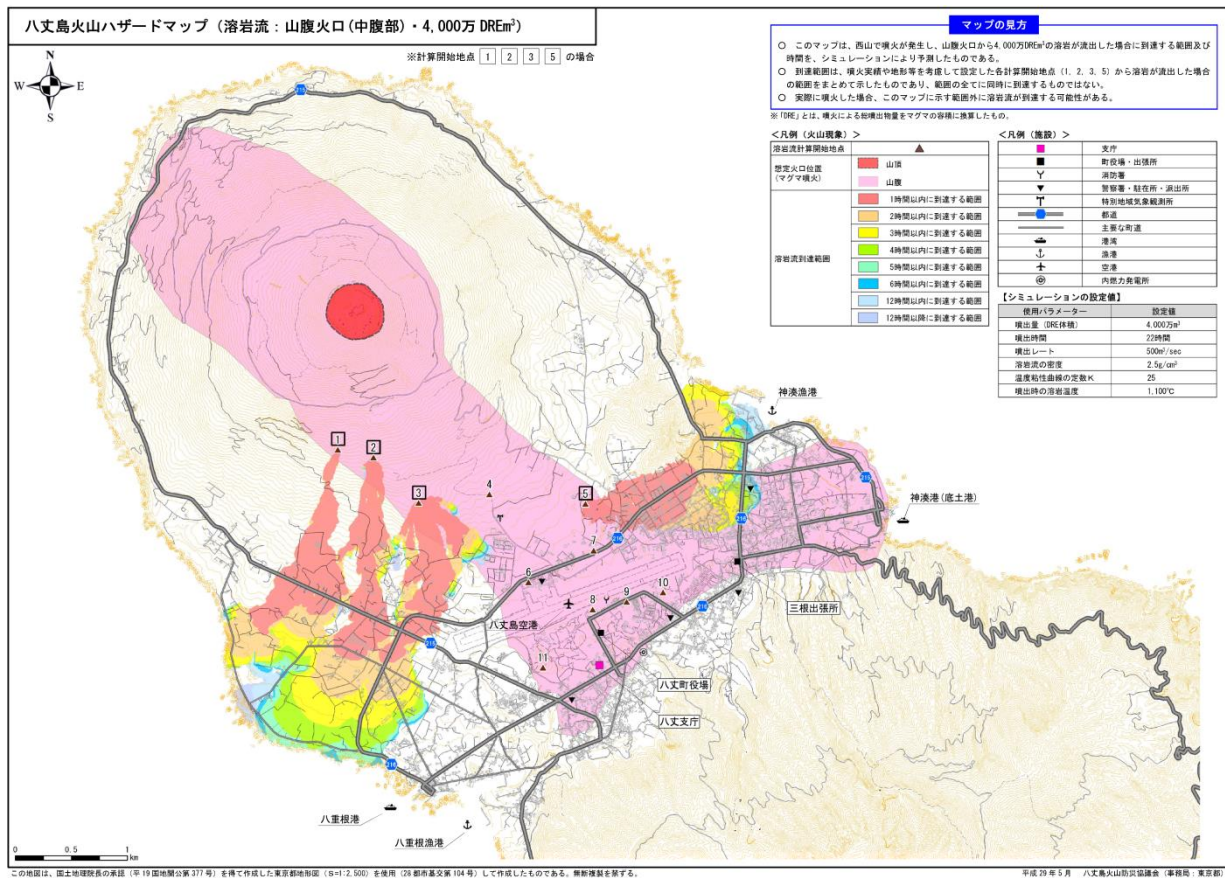 八丈島火山ハザードマップ（溶岩流：山腹火口(中腹部)・4,000万 DREm³）
※計算開始地点 1 2 3 5 の場合
N
W E
S
マップの見方
○ このマップは、西山で噴火が発生し、山腹火口から4,000万DREm³の溶岩が流出した場合に到達する範囲及び
時間を、シミュレーションにより予測したものである。
○ 到達範囲は、噴火実績や地形等を考慮して設定した各計算開始地点（1, 2, 3, 5）から溶岩が流出した場合
の範囲をまとめて示したものであり、範囲の全てに同時に到達するものではない。
○ 実際に噴火した場合、このマップに示す範囲外に溶岩流が到達する可能性がある。
※「DRE」とは、噴火による総噴出物量をマグマの容積に換算したもの。
＜凡例（火山現象）＞
溶岩流計算開始地点
想定火口位置
(マグマ噴火)
山頂
山腹
溶岩流到達範囲
1時間以内に到達する範囲
2時間以内に到達する範囲
3時間以内に到達する範囲
4時間以内に到達する範囲
5時間以内に到達する範囲
6時間以内に到達する範囲
12時間以内に到達する範囲
12時間以降に到達する範囲
＜凡例（施設）＞
支庁
町役場・出張所
消防署
警察署・駐在所・派出所
特別地域気象観測所
都道
主要な町道
港湾
漁港
空港
内燃力発電所
【シミュレーションの設定値】
使用パラメーター 設定値
噴出量（DRE体積） 4,000万m³
噴出時間 22時間
噴出レート 500m³/sec
溶岩流の密度 2.5g/cm³
温度粘性曲線の定数K 25
噴出時の溶岩温度 1,100℃
215
神湊漁港
1
2
3
4
5
215
神湊港(底土港)
216
216
7
6
8
9
10
216
三根出張所
八丈島空港
215
11
八丈町役場
八丈支庁
216
八重根港
八重根漁港
0 0.5 1
km
この地図は、国土地理院長の承認（平19関地関公第377号）を得て作成した東京都地形図（S=1:2,500）を使用（28都市基交第104号）して作成したものである。無断複製を禁ずる。
平成29年5月 八丈島火山防災協議会（事務局：東京都）